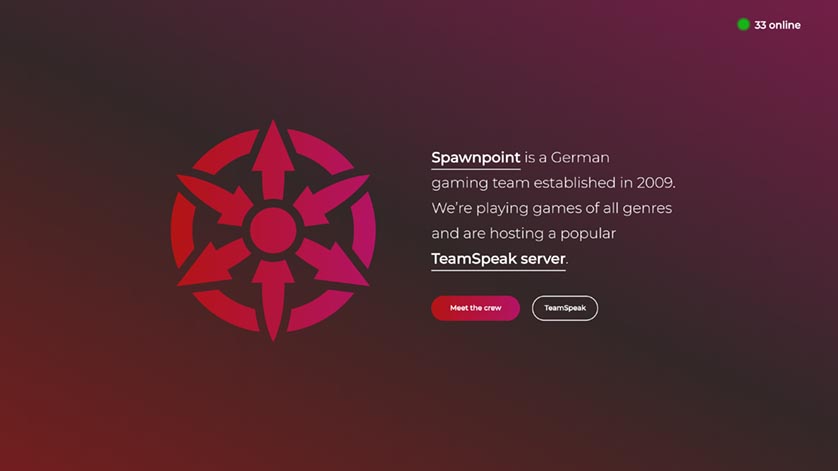 33 online
Spawnpoint is a German
gaming team established in 2009.
We’re playing games of all genres
and are hosting a popular
TeamSpeak server.
Meet the crew
TeamSpeak